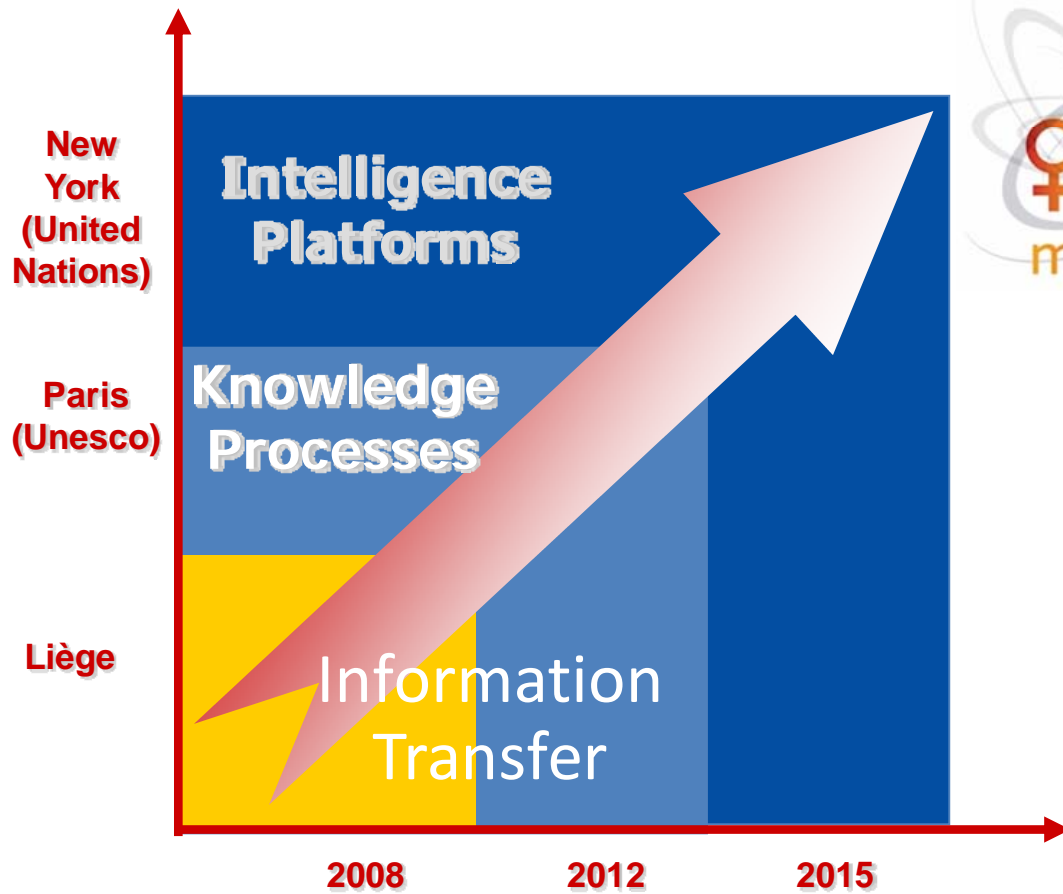 New
York
(United
Nations)
Intelligence
Platforms
Paris
(Unesco)
Knowledge
Processes
Liège
Information
Transfer
2008
2012
2015